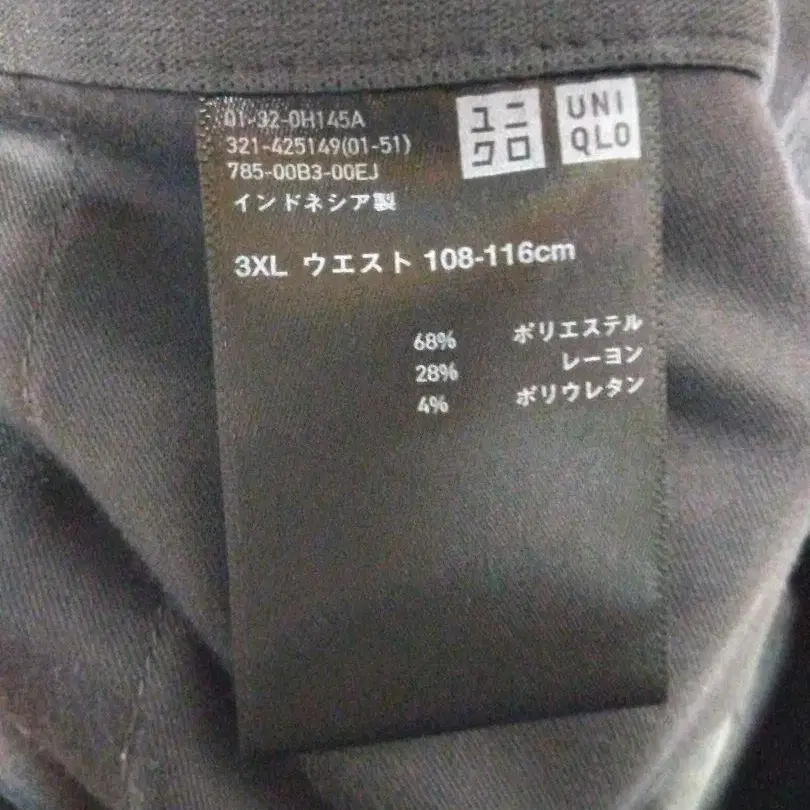 01-32-0H145A
321-425149(01-51)
785-00B3-00EJ
インドネシア製
ユニ
クロ
UNI
QLO
3XL ウエスト 108-116cm
68% ポリエステル
28% レーヨン
4% ポリウレタン